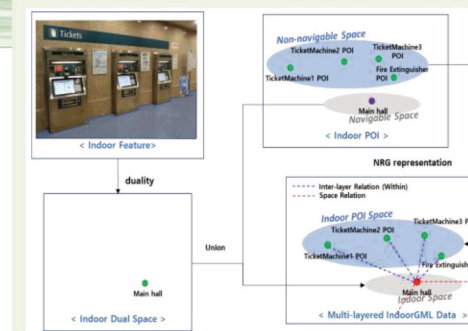 Tickets
< Indoor Feature>
duality
Main hall
< Indoor Dual Space >
Union
Non-navigable Space
TicketMachine2 POI
TicketMachine3
POI
TicketMachine1 POI
Fire Extinguisher
POI
Main hall
Navigable Space
< Indoor POI >
NRG representation
Inter-layer Relation (Within)
Space Relation
Indoor POI Space
TicketMachine2 POI
TicketMachine3 P
TicketMachine1 POI
Fire Extinguish
Main hall
Indoor Space
< Multi-layered IndoorGML Data >